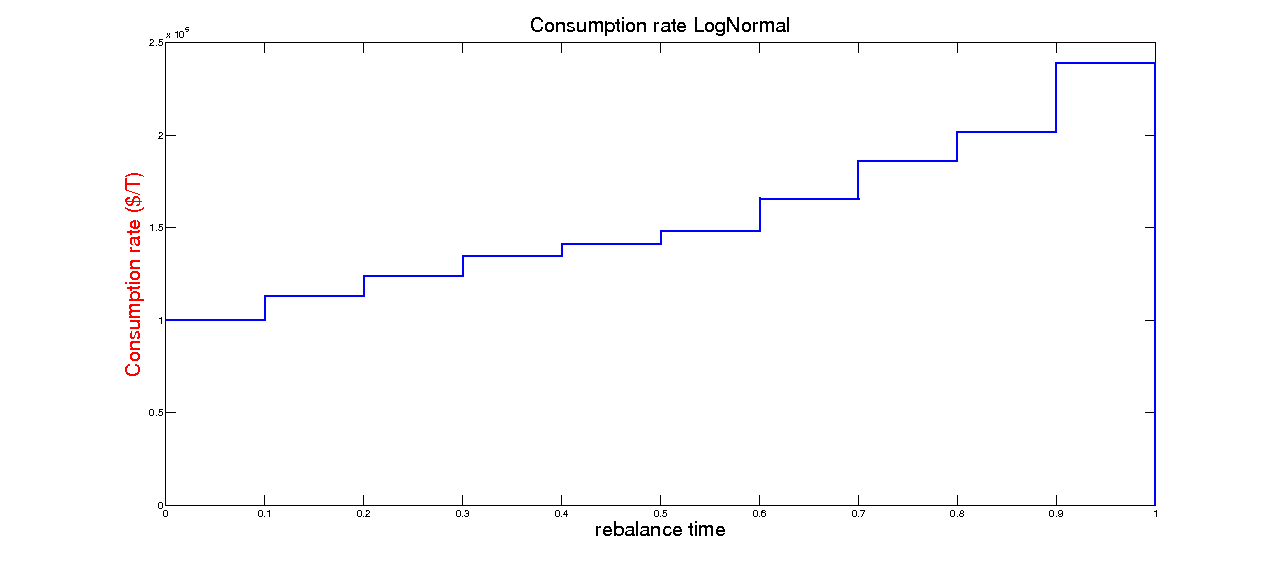 Consumption rate LogNormal
x 10^5
2.5
2
1.5
1
0.5
0
Consumption rate ($/T)
0 0.1 0.2 0.3 0.4 0.5 0.6 0.7 0.8 0.9 1
rebalance time